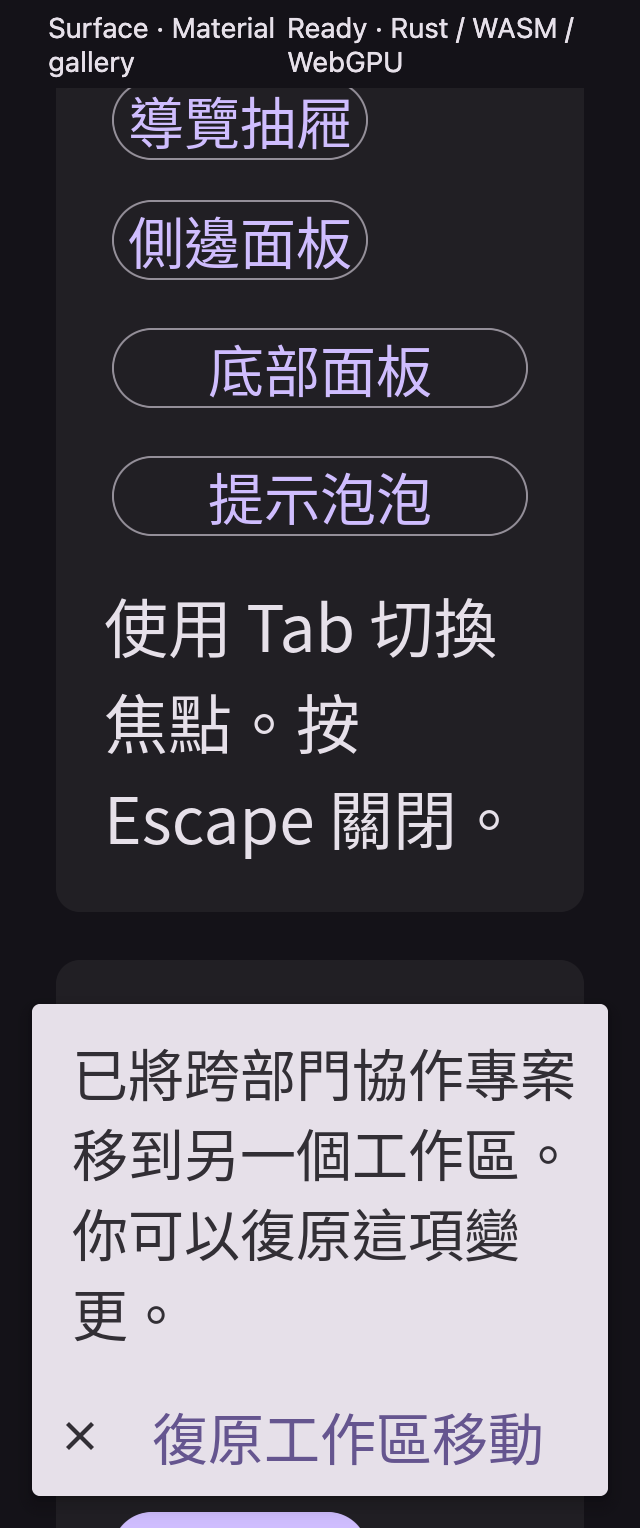 Surface · Material gallery
Ready · Rust / WASM / WebGPU
導覽抽屜
側邊面板
底部面板
提示泡泡
使用 Tab 切換
焦點。按
Escape 關閉。
已將跨部門協作專案
移到另一個工作區。
你可以復原這項變
更。
× 復原工作區移動